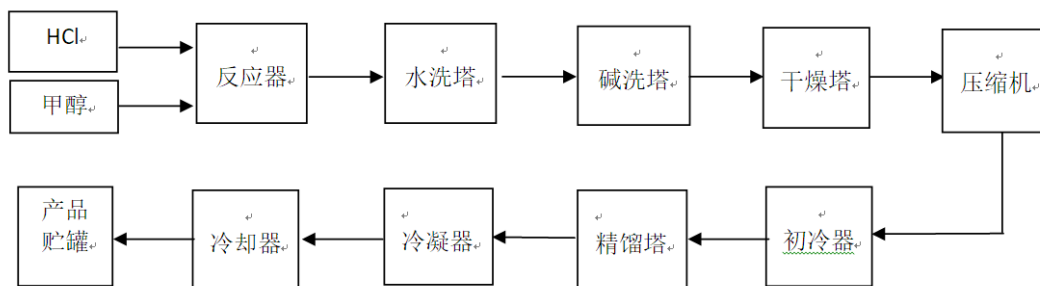 HCl
甲醇
反应器
水洗塔
碱洗塔
干燥塔
压缩机
产品
贮罐
冷却器
冷凝器
精馏塔
初冷器